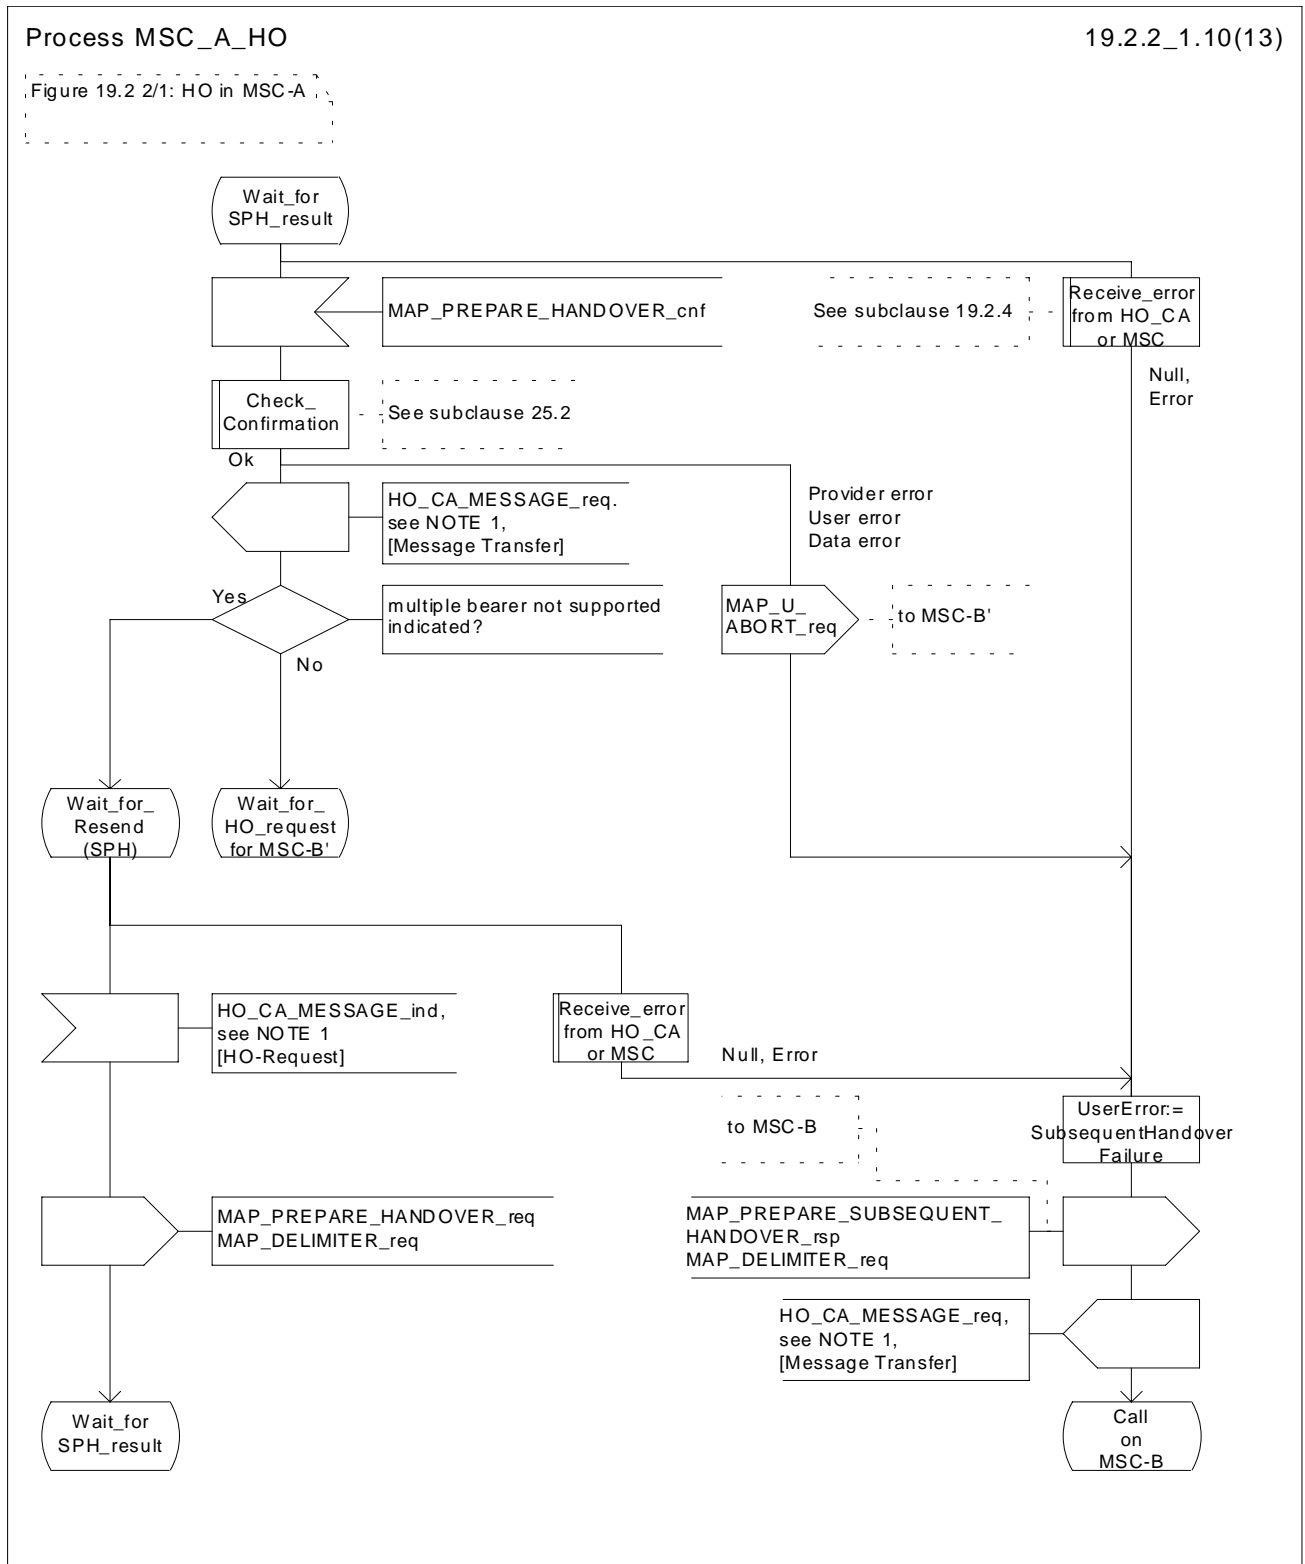 Process MSC_A_HO
19.2.2_1.10(13)
Figure 19.2 2/1: HO in MSC-A
Wait_for
SPH_result
MAP_PREPARE_HANDOVER_cnf
See subclause 19.2.4
Receive_error
from HO_CA
or MSC
Null,
Error
Check_
Confirmation
See subclause 25.2
Ok
HO_CA_MESSAGE_req.
see NOTE 1,
[Message Transfer]
Provider error
User error
Data error
Yes
multiple bearer not supported
indicated?
No
MAP_U_
ABORT_req
to MSC-B'
Wait_for_
Resend
(SPH)
Wait_for_
HO_request
for MSC-B'
HO_CA_MESSAGE_ind,
see NOTE 1
[HO-Request]
Receive_error
from HO_CA
or MSC
Null, Error
to MSC-B
UserError:=
SubsequentHandover
Failure
MAP_PREPARE_HANDOVER_req
MAP_DELIMITER_req
MAP_PREPARE_SUBSEQUENT_
HANDOVER_rsp
MAP_DELIMITER_req
HO_CA_MESSAGE_req,
see NOTE 1,
[Message Transfer]
Wait_for
SPH_result
Call
on
MSC-B